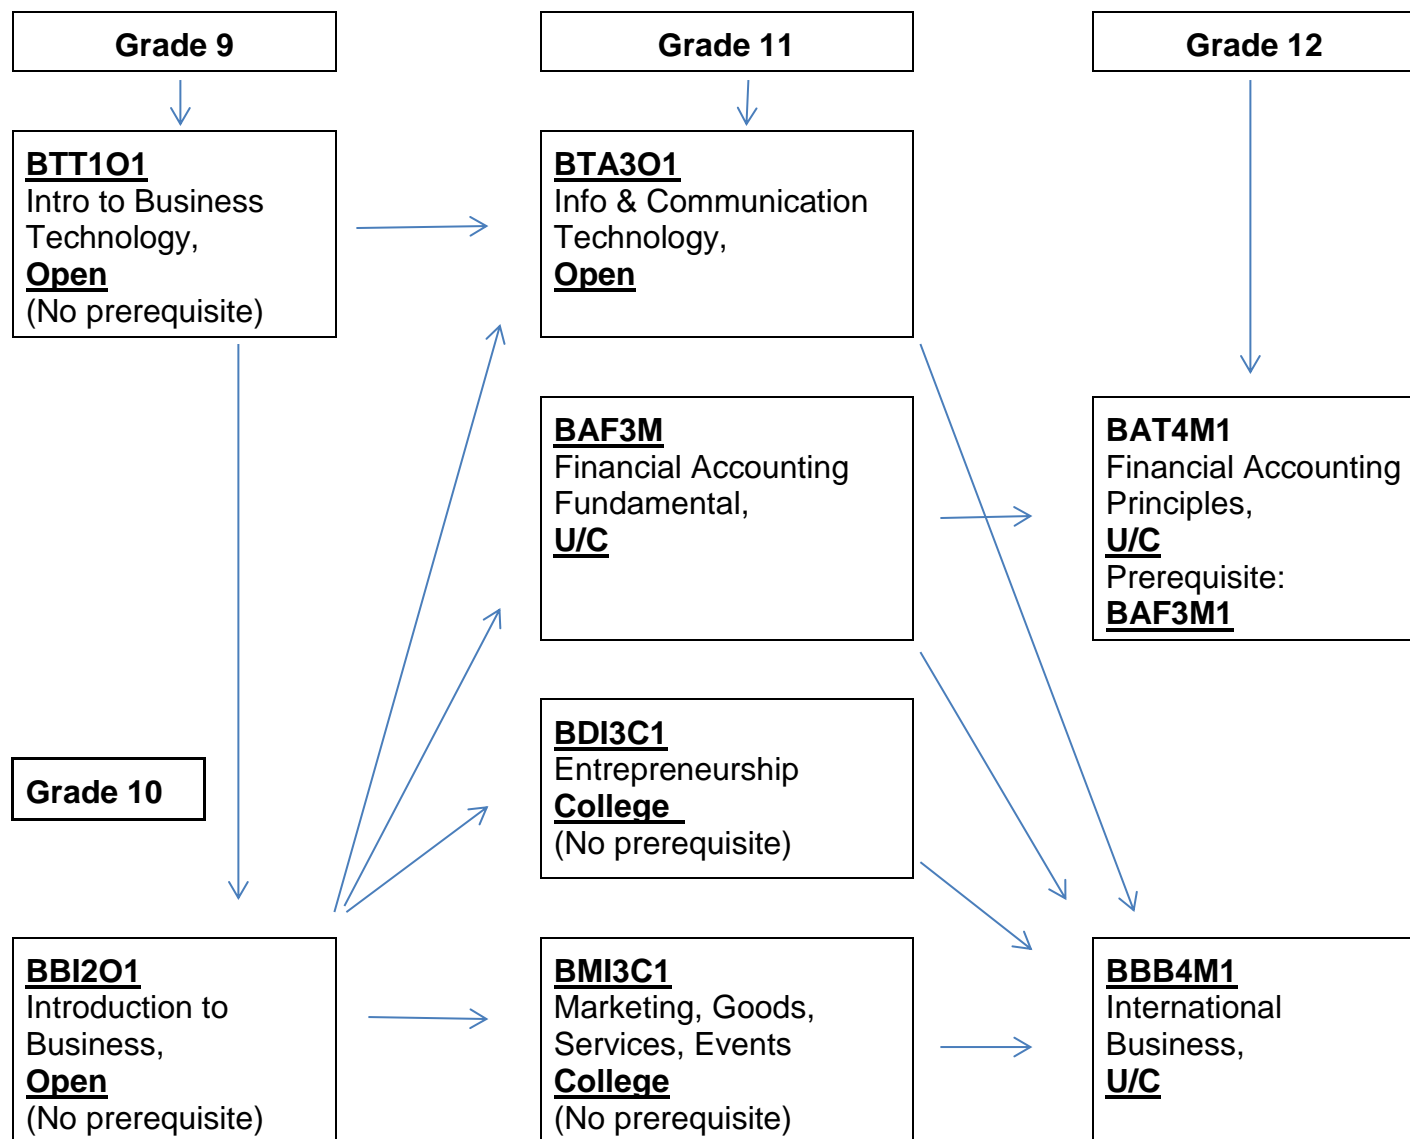 Grade 9
Grade 11
Grade 12
BTT1O1
Intro to Business
Technology,
Open
(No prerequisite)
BTA3O1
Info & Communication
Technology,
Open
BAF3M
Financial Accounting
Fundamental,
U/C
BAT4M1
Financial Accounting
Principles,
U/C
Prerequisite:
BAF3M1
BDI3C1
Entrepreneurship
College
(No prerequisite)
Grade 10
BBI2O1
Introduction to
Business,
Open
(No prerequisite)
BMI3C1
Marketing, Goods,
Services, Events
College
(No prerequisite)
BBB4M1
International
Business,
U/C